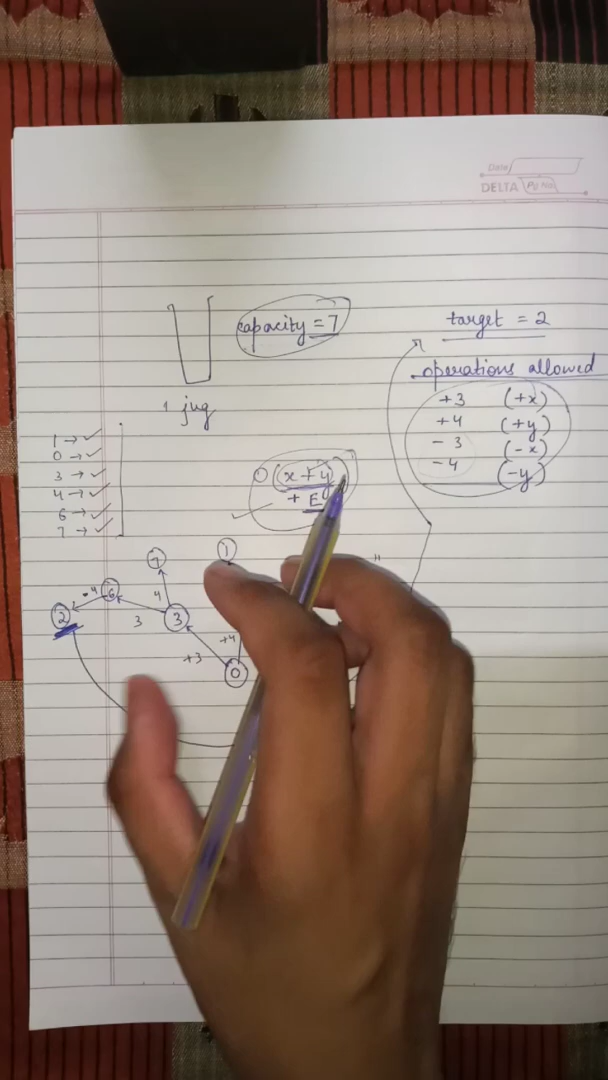 Date
DELTA Pg No
capacity = 7
target = 2
1 jug
operations allowed
+3 (+x)
+4 (+y)
-3 (-x)
-4 (-y)
1 → ✓
0 → ✓
3 → ✓
4 → ✓
6 → ✓
7 → ✓
O (x + y)
+ E
7
1
"
-4
6
4
2
3
3
+4
+3
0